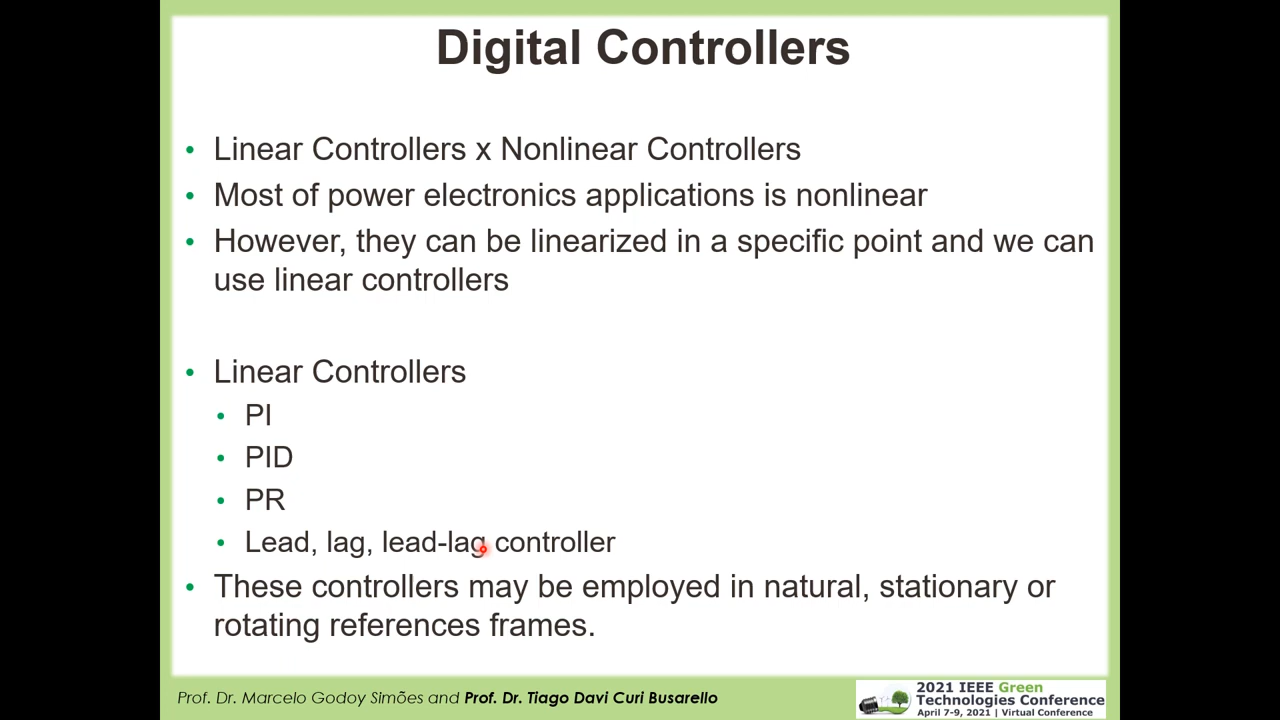 Digital Controllers
• Linear Controllers x Nonlinear Controllers
• Most of power electronics applications is nonlinear
• However, they can be linearized in a specific point and we can
use linear controllers
• Linear Controllers
• PI
• PID
• PR
• Lead, lag, lead-lag controller
• These controllers may be employed in natural, stationary or
rotating references frames.
Prof. Dr. Marcelo Godoy Simões and Prof. Dr. Tiago Davi Curi Busarello
2021 IEEE Green
Technologies Conference
April 7-9, 2021 | Virtual Conference